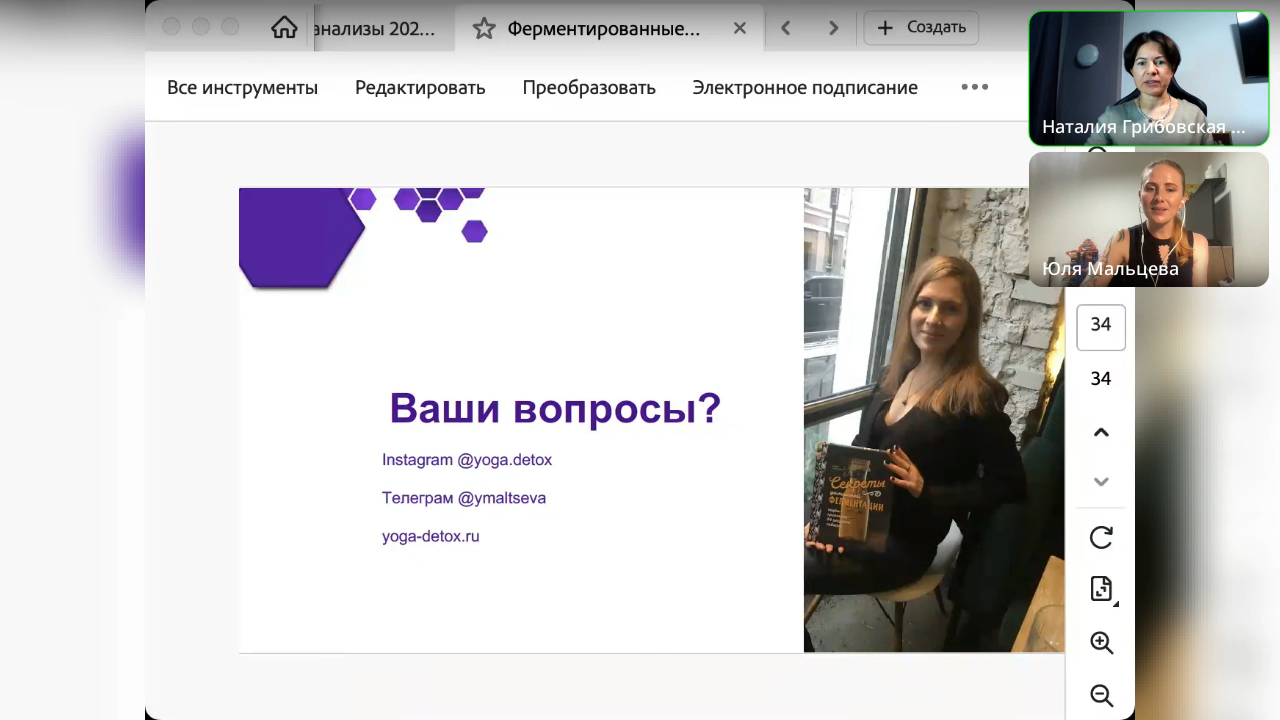 анализы 202...
Ферментированные...
Создать
Все инструменты
Редактировать
Преобразовать
Электронное подписание
Наталия Грибовская ...
Юля Мальцева
34
34
Ваши вопросы?
Instagram @yoga.detox
Телеграм @ymaltseva
yoga-detox.ru
Секреты
ФЕРМЕНТАЦИИ